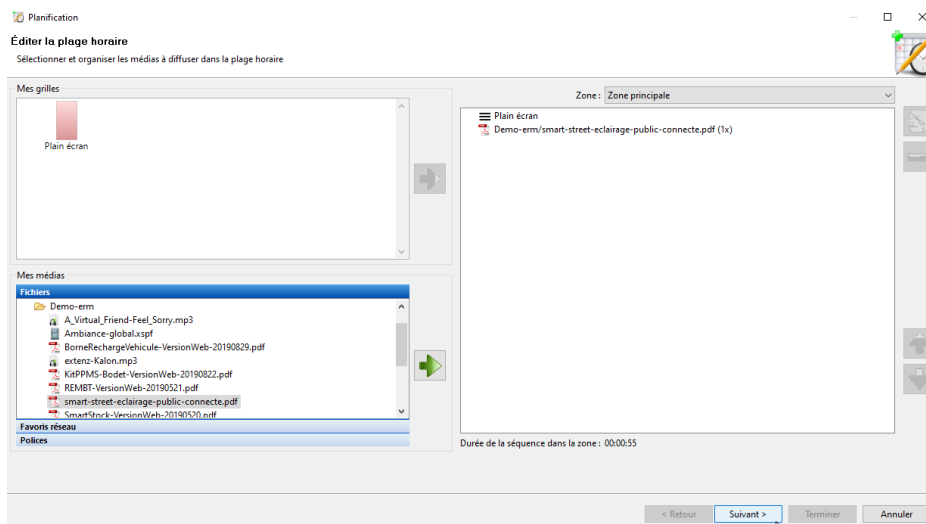 Planification
Éditer la plage horaire
Sélectionner et organiser les médias à diffuser dans la plage horaire
Mes grilles
Plain écran
Mes médias
Fichiers
Demo-erm
A_Virtual_Friend-Feel_Sorry.mp3
Ambiance-global.xspf
BorneRechargeVehicule-VersionWeb-20190829.pdf
extenz-Kalon.mp3
KitPPMS-Bodet-VersionWeb-20190822.pdf
REMBT-VersionWeb-20190521.pdf
smart-street-eclairage-public-connecte.pdf
SmartStock-VersionWeb-20190520.pdf
Favoris réseau
Polices
Zone : Zone principale
Plain écran
Demo-erm/smart-street-eclairage-public-connecte.pdf (1x)
Durée de la séquence dans la zone : 00:00:55
< Retour Suivant > Terminer Annuler